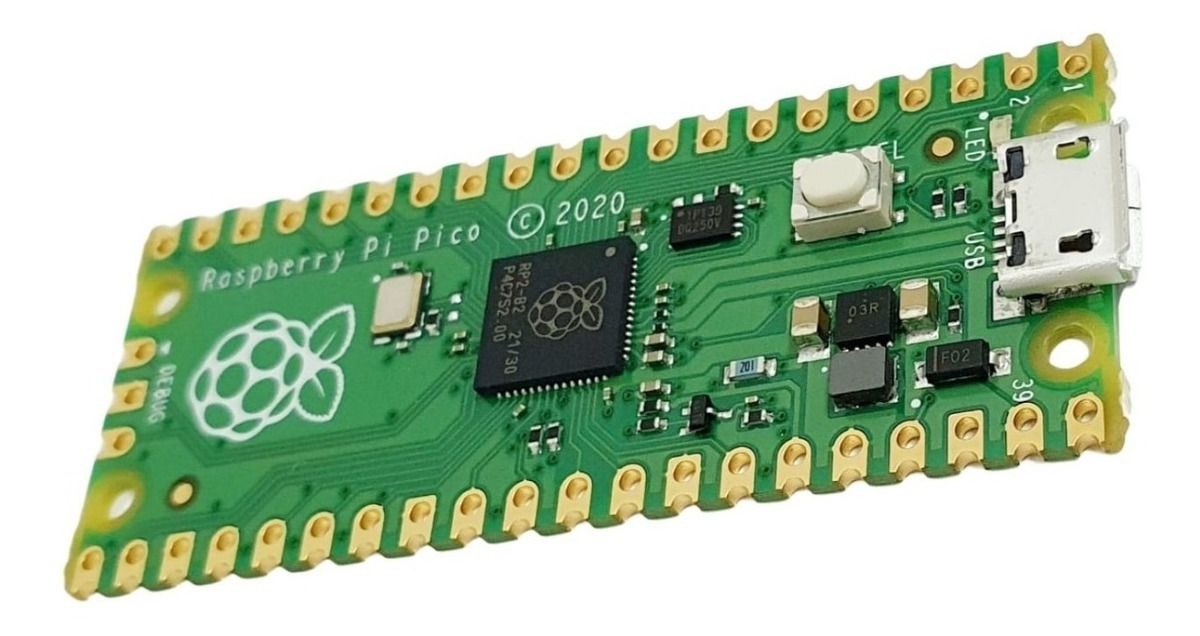 1
2
LED
USB
39
Raspberry Pi Pico © 2020
DEBUG
RP2-B2 21/30
P4C752.00
03R
F02
201